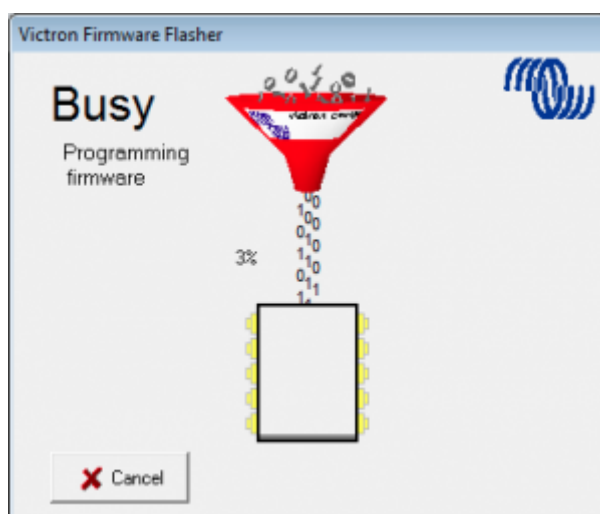 Victron Firmware Flasher
Busy
Programming
firmware
3%
Cancel